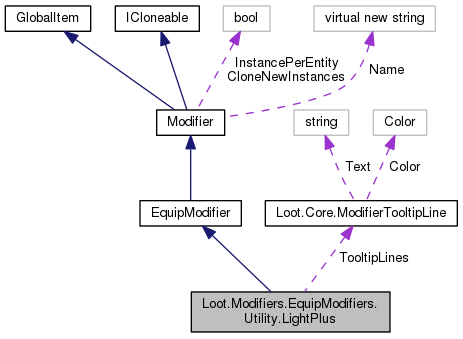 GlobalItem
ICloneable
bool
virtual new string
InstancePerEntity
CloneNewInstances
Name
Modifier
string
Color
Text
Color
EquipModifier
Loot.Core.ModifierTooltipLine
TooltipLines
Loot.Modifiers.EquipModifiers.
Utility.LightPlus